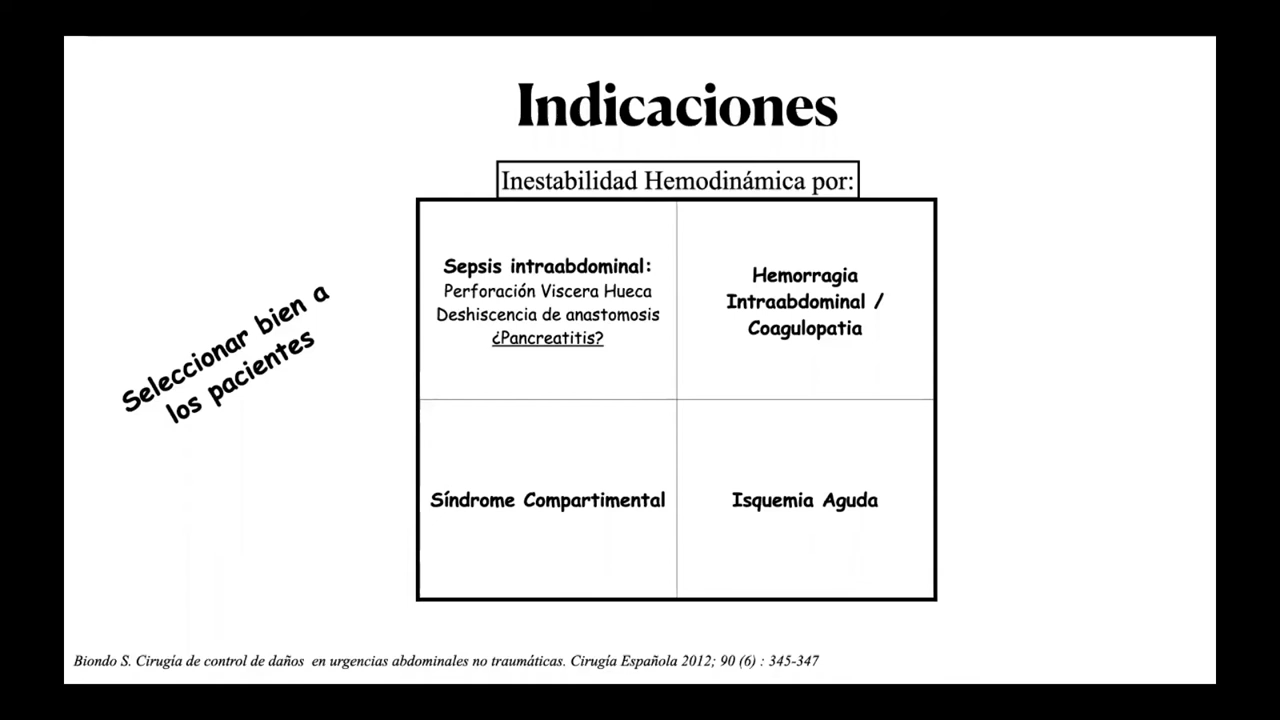 Indicaciones
Inestabilidad Hemodinámica por:
Sepsis intraabdominal:
Perforación Viscera Hueca
Deshiscencia de anastomosis
¿Pancreatitis?
Hemorragia
Intraabdominal /
Coagulopatia
Seleccionar bien a
los pacientes
Síndrome Compartimental
Isquemia Aguda
Biondo S. Cirugía de control de daños en urgencias abdominales no traumáticas. Cirugía Española 2012; 90 (6) : 345-347